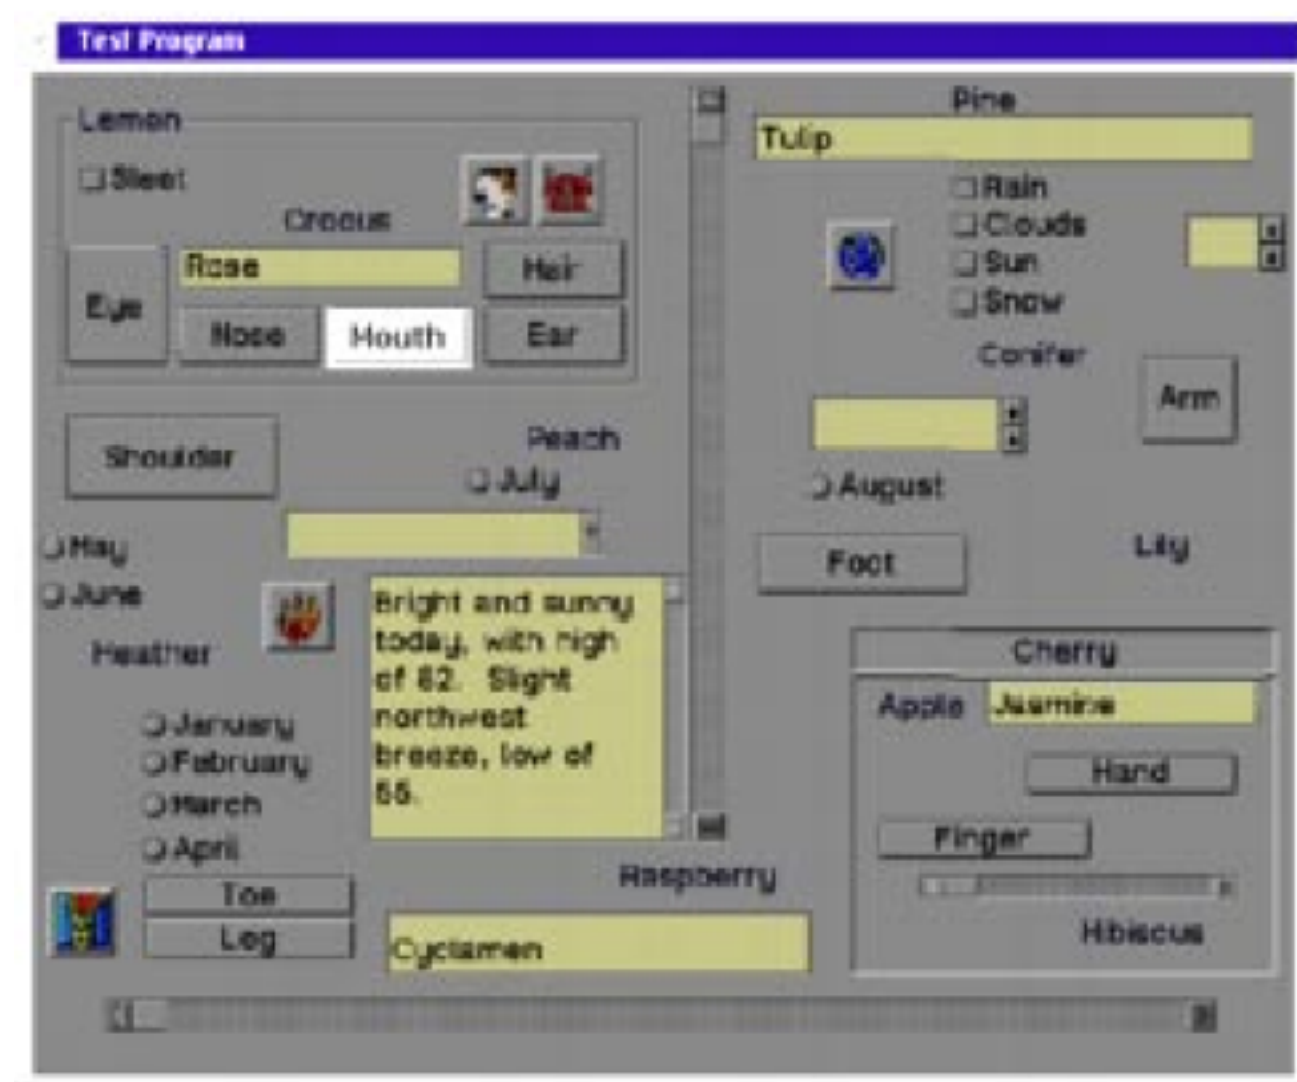 Test Program
Lemon
Sleet
Crocus
Rose
Hair
Eye
Nose
Mouth
Ear
Shoulder
Peach
July
May
June
Heather
Bright and sunny
today, with high
of 82. Slight
northwest
breeze, low of
55.
January
February
March
April
Toe
Leg
Raspberry
Cyclamen
Pine
Tulip
Rain
Clouds
Sun
Snow
Conifer
Arm
August
Foot
Lily
Cherry
Apple
Jasmine
Hand
Finger
Hibiscus